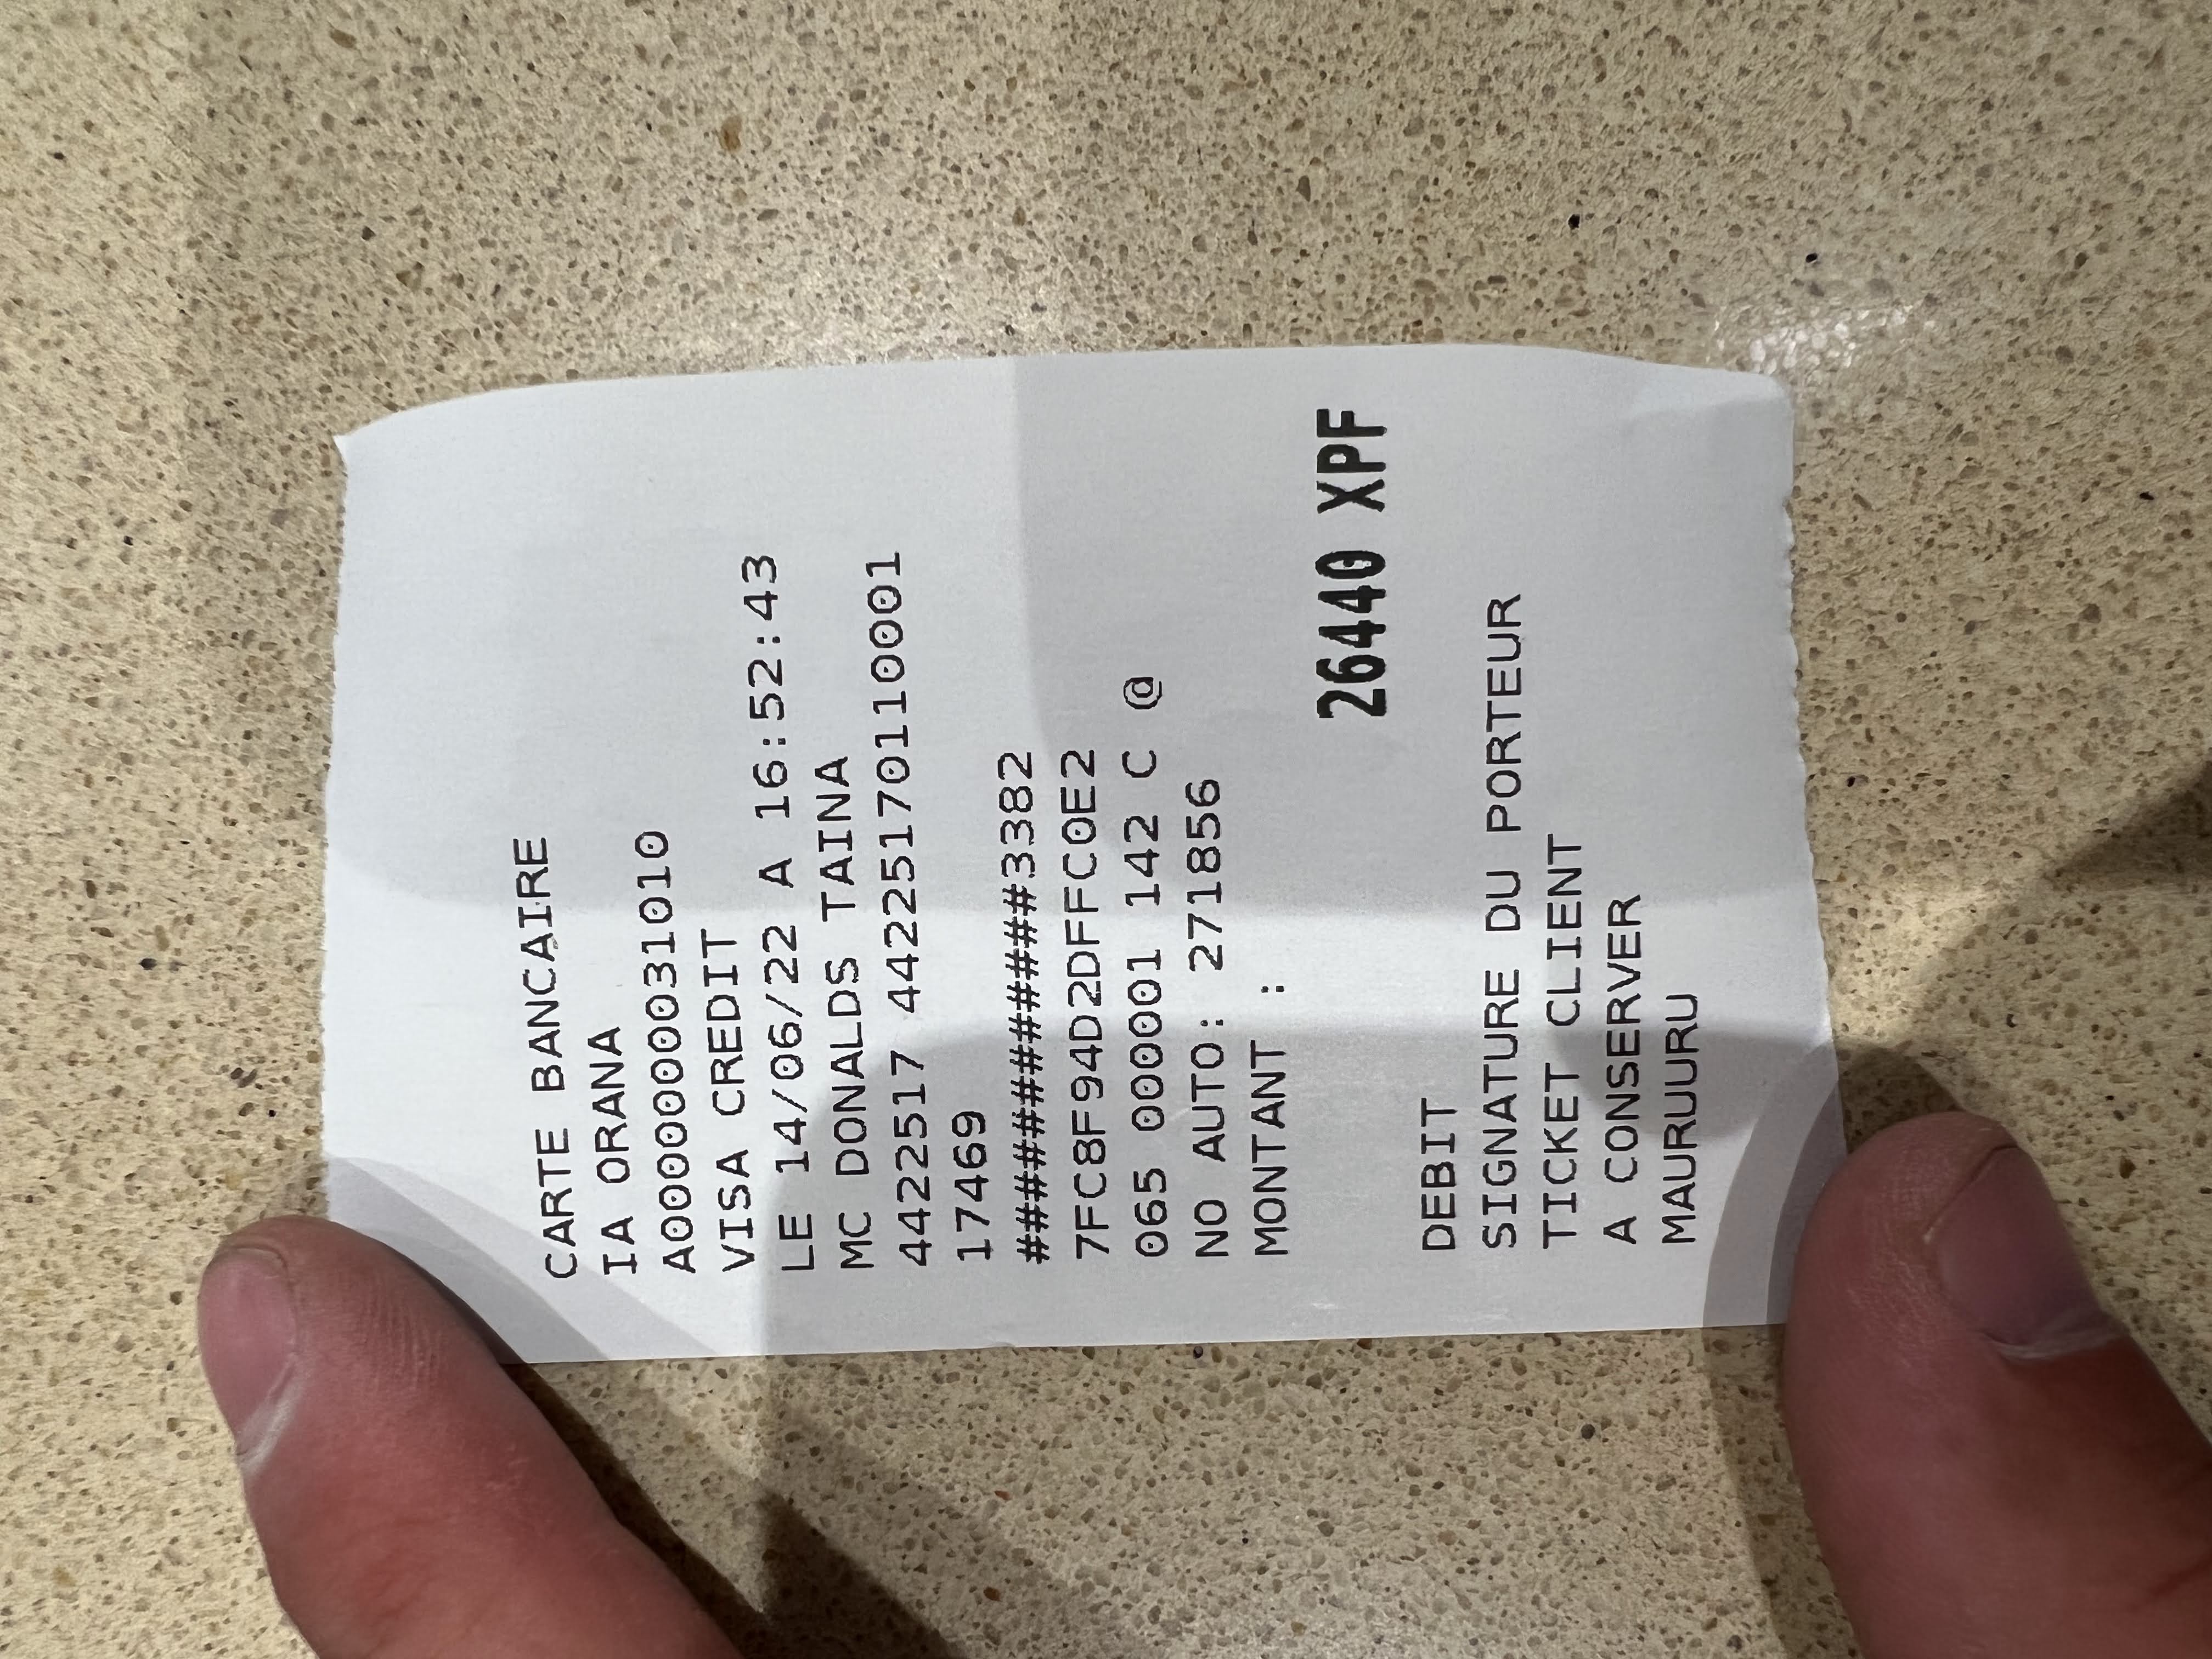 CARTE BANCAIRE
IA ORANA
A0000000031010
VISA CREDIT
LE 14/06/22 A 16:52:43
MC DONALDS TAINA
4422517 44225170110001
17469
############3382
7FC8F94D2DFFC0E2
065 000001 142 C @
NO AUTO: 271856
MONTANT :
26440 XPF
DEBIT
SIGNATURE DU PORTEUR
TICKET CLIENT
A CONSERVER
MAURUURU